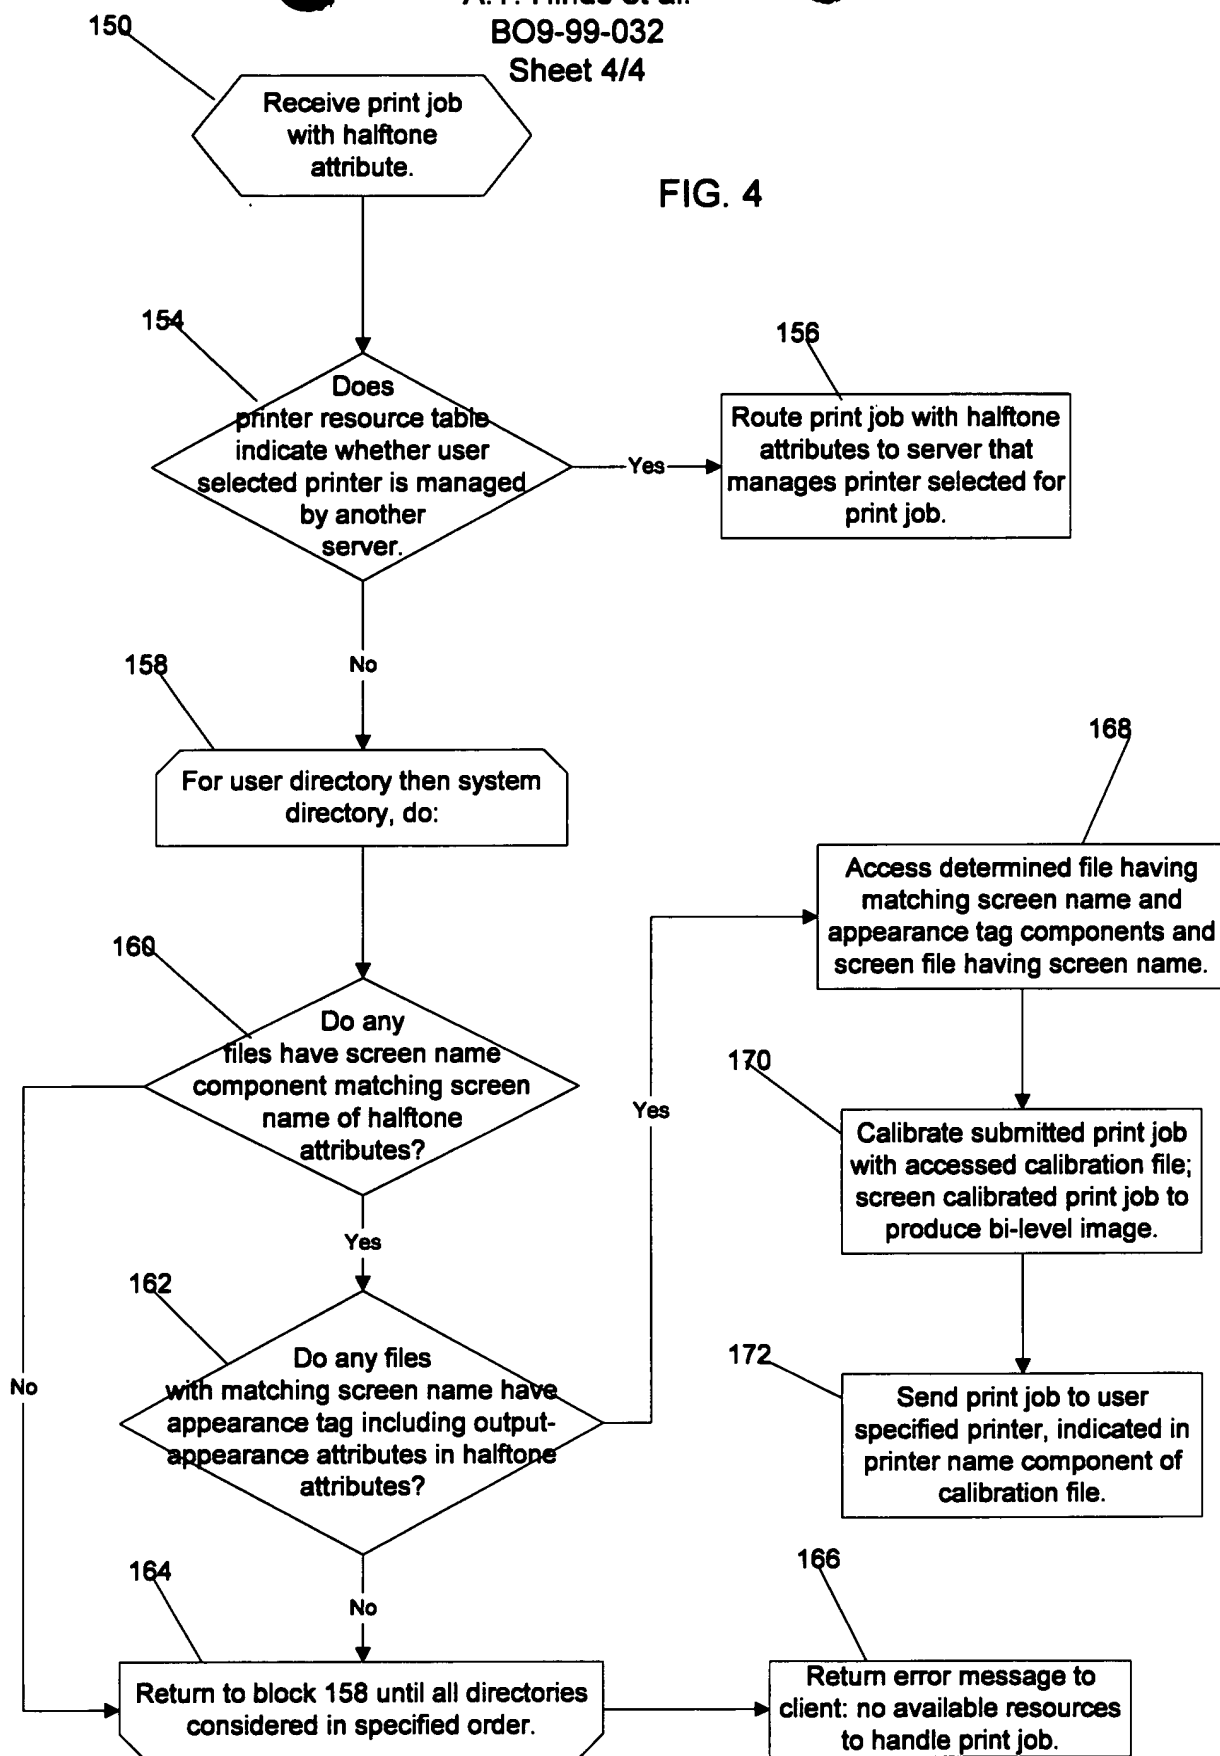 BO9-99-032
Sheet 4/4
FIG. 4
150
Receive print job
with halftone
attribute.
154
Does
printer resource table
indicate whether user
selected printer is managed
by another
server.
Yes
156
Route print job with halftone
attributes to server that
manages printer selected for
print job.
No
158
For user directory then system
directory, do:
160
Do any
files have screen name
component matching screen
name of halftone
attributes?
No
Yes
162
Do any files
with matching screen name have
appearance tag including output-
appearance attributes in halftone
attributes?
Yes
No
164
Return to block 158 until all directories
considered in specified order.
166
Return error message to
client: no available resources
to handle print job.
168
Access determined file having
matching screen name and
appearance tag components and
screen file having screen name.
170
Calibrate submitted print job
with accessed calibration file;
screen calibrated print job to
produce bi-level image.
172
Send print job to user
specified printer, indicated in
printer name component of
calibration file.